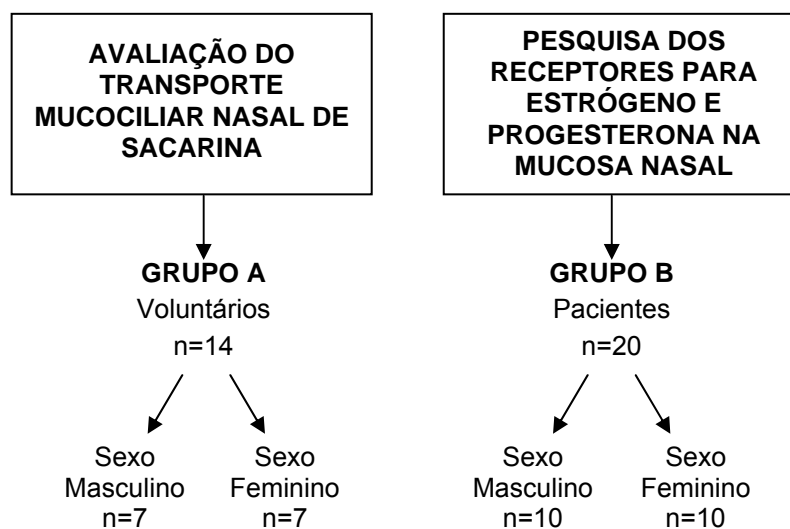 AVALIAÇÃO DO
TRANSPORTE
MUCOCILIAR NASAL DE
SACARINA
GRUPO A
Voluntários
n=14
Sexo
Masculino
n=7
Sexo
Feminino
n=7
PESQUISA DOS
RECEPTORES PARA
ESTRÓGENO E
PROGESTERONA NA
MUCOSA NASAL
GRUPO B
Pacientes
n=20
Sexo
Masculino
n=10
Sexo
Feminino
n=10